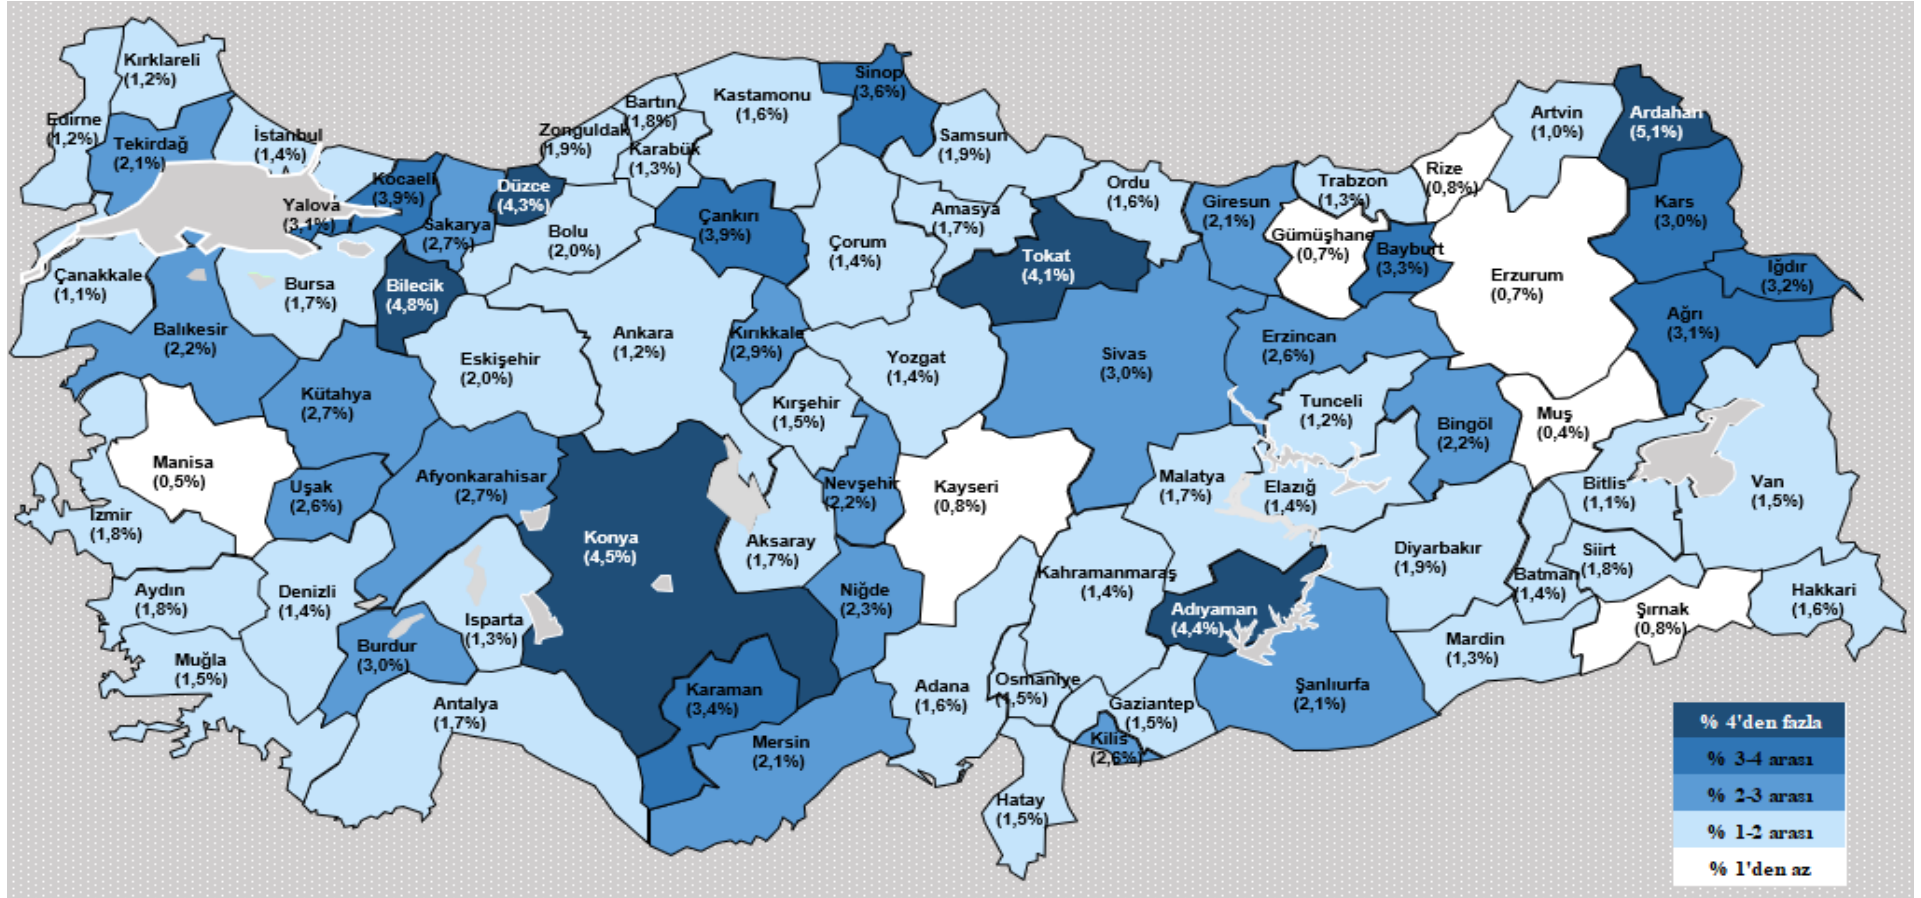 Kırklareli
(1,2%)
Edirne
(1,2%)
Tekirdağ
(2,1%)
İstanbul
(1,4%)
Yalova
(3,1%)
Kocaeli
(3,9%)
Sakarya
(2,7%)
Düzce
(4,3%)
Zonguldak
(1,9%)
Bartın
(1,8%)
Karabük
(1,3%)
Kastamonu
(1,6%)
Sinop
(3,6%)
Samsun
(1,9%)
Bolu
(2,0%)
Çankırı
(3,9%)
Çorum
(1,4%)
Amasya
(1,7%)
Tokat
(4,1%)
Ordu
(1,6%)
Giresun
(2,1%)
Trabzon
(1,3%)
Gümüşhane
(0,7%)
Bayburt
(3,3%)
Rize
(0,8%)
Artvin
(1,0%)
Ardahan
(5,1%)
Kars
(3,0%)
Iğdır
(3,2%)
Ağrı
(3,1%)
Erzurum
(0,7%)
Çanakkale
(1,1%)
Balıkesir
(2,2%)
Bursa
(1,7%)
Bilecik
(4,8%)
Kütahya
(2,7%)
Eskişehir
(2,0%)
Ankara
(1,2%)
Kırıkkale
(2,9%)
Kırşehir
(1,5%)
Yozgat
(1,4%)
Sivas
(3,0%)
Erzincan
(2,6%)
Tunceli
(1,2%)
Bingöl
(2,2%)
Muş
(0,4%)
Bitlis
(1,1%)
Van
(1,5%)
Manisa
(0,5%)
Uşak
(2,6%)
Afyonkarahisar
(2,7%)
İzmir
(1,8%)
Aydın
(1,8%)
Denizli
(1,4%)
Muğla
(1,5%)
Burdur
(3,0%)
Isparta
(1,3%)
Antalya
(1,7%)
Konya
(4,5%)
Karaman
(3,4%)
Mersin
(2,1%)
Aksaray
(1,7%)
Nevşehir
(2,2%)
Niğde
(2,3%)
Kayseri
(0,8%)
Adana
(1,6%)
Osmaniye
(1,5%)
Hatay
(1,5%)
Kahramanmaraş
(1,4%)
Gaziantep
(1,5%)
Kilis
(2,6%)
Malatya
(1,7%)
Elazığ
(1,4%)
Adıyaman
(4,4%)
Şanlıurfa
(2,1%)
Diyarbakır
(1,9%)
Mardin
(1,3%)
Batman
(1,4%)
Siirt
(1,8%)
Şırnak
(0,8%)
Hakkari
(1,6%)
% 4'den fazla
% 3-4 arası
% 2-3 arası
% 1-2 arası
% 1'den az